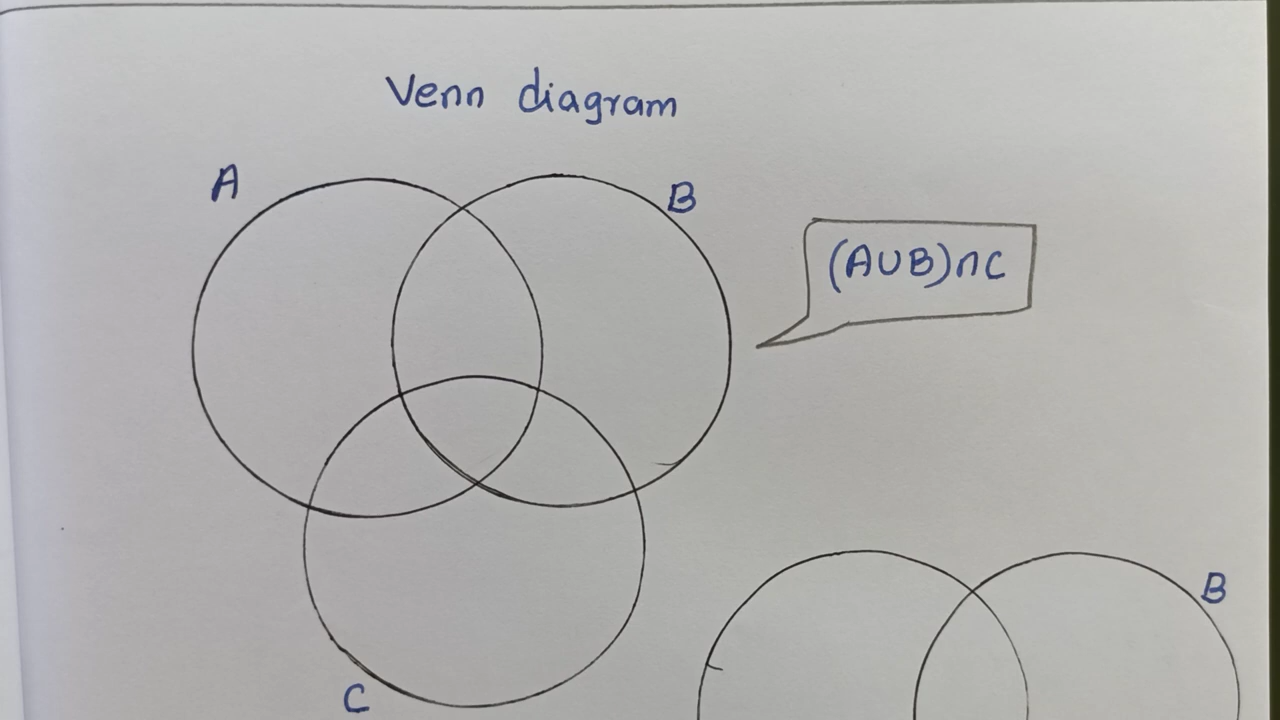 Venn diagram
A
B
(A∪B)∩C
C
B